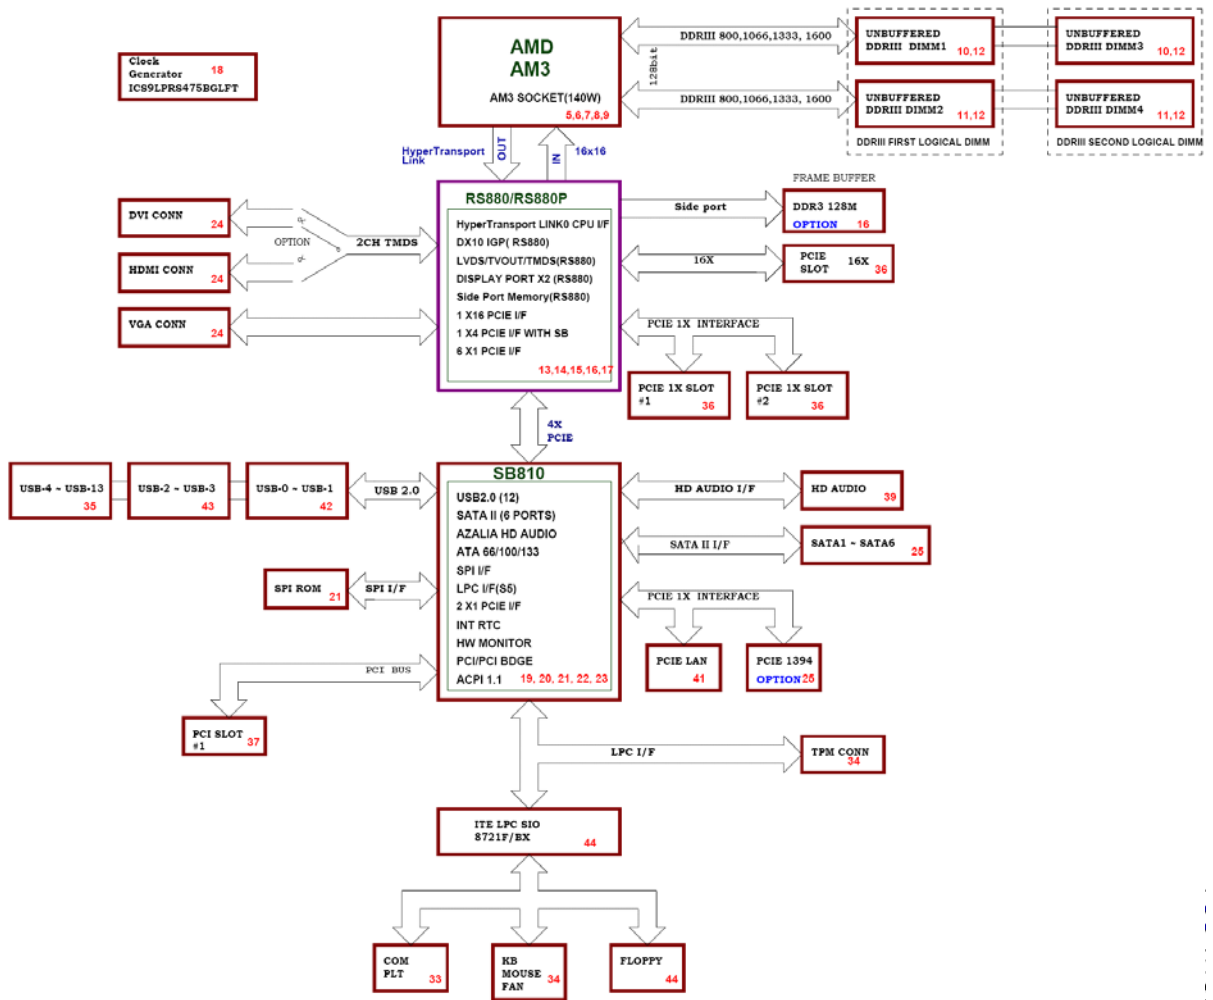 Clock
Generator 18
ICS9LPRS475BGLFT
AMD
AM3
AM3 SOCKET(140W)
5,6,7,8,9
DDRIII 800,1066,1333, 1600
128bit
DDRIII 800,1066,1333, 1600
UNBUFFERED
DDRIII DIMM1 10,12
UNBUFFERED
DDRIII DIMM3 10,12
UNBUFFERED
DDRIII DIMM2 11,12
UNBUFFERED
DDRIII DIMM4 11,12
DDRIII FIRST LOGICAL DIMM
DDRIII SECOND LOGICAL DIMM
HyperTransport
Link
OUT
IN
16x16
RS880/RS880P
HyperTransport LINK0 CPU I/F
DX10 IGP( RS880)
LVDS/TVOUT/TMDS(RS880)
DISPLAY PORT X2 (RS880)
Side Port Memory(RS880)
1 X16 PCIE I/F
1 X4 PCIE I/F WITH SB
6 X1 PCIE I/F
13,14,15,16,17
DVI CONN
24
OPTION
2CH TMDS
HDMI CONN
24
VGA CONN
24
Side port
FRAME BUFFER
DDR3 128M
OPTION 16
16X
PCIE 16X
SLOT 36
PCIE 1X INTERFACE
PCIE 1X SLOT
#1 36
PCIE 1X SLOT
#2 36
4X
PCIE
SB810
USB2.0 (12)
SATA II (6 PORTS)
AZALIA HD AUDIO
ATA 66/100/133
SPI I/F
LPC I/F(S5)
2 X1 PCIE I/F
INT RTC
HW MONITOR
PCI/PCI BDGE
ACPI 1.1 19, 20, 21, 22, 23
USB-4 ~ USB-13
35
USB-2 ~ USB-3
43
USB-0 ~ USB-1
42
USB 2.0
SPI ROM
21
SPI I/F
PCI BUS
PCI SLOT
#1 37
HD AUDIO I/F
HD AUDIO
39
SATA II I/F
SATA1 ~ SATA6
25
PCIE 1X INTERFACE
PCIE LAN
41
PCIE 1394
OPTION 25
LPC I/F
TPM CONN
34
ITE LPC SIO
8721F/BX
44
COM
PLT 33
KB
MOUSE 34
FAN
FLOPPY
44